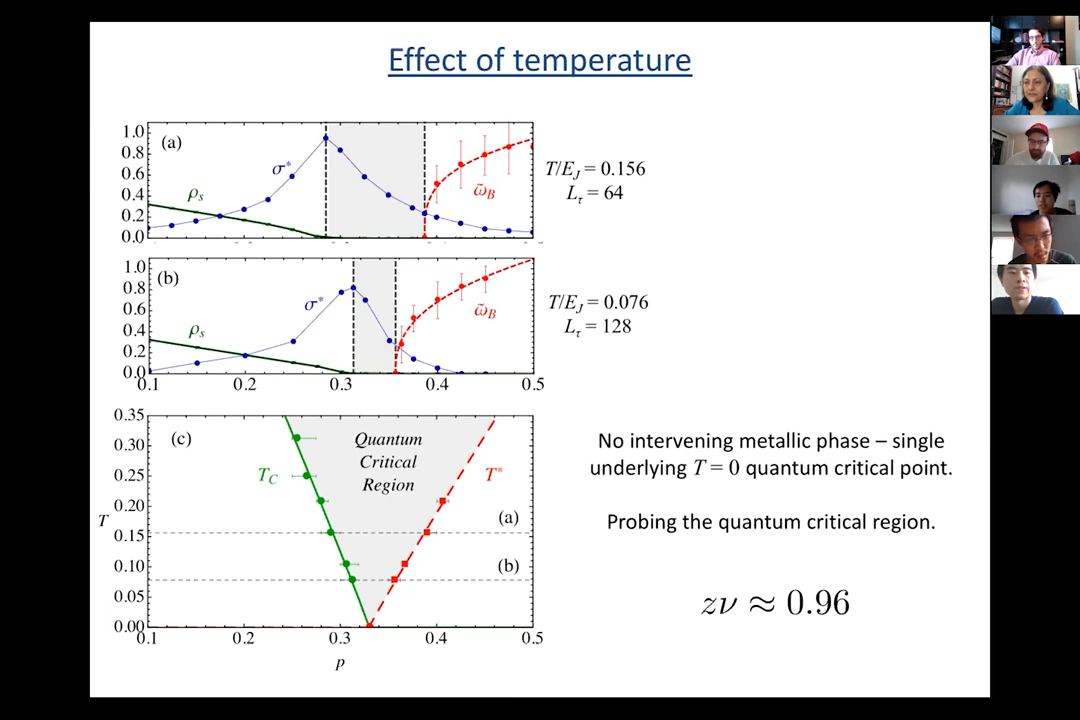 Effect of temperature
1.0
0.8
0.6
0.4
0.2
0.0
(a)
ρs
σ*
ω̃B
T/EJ = 0.156
Lτ = 64
1.0
0.8
0.6
0.4
0.2
0.0
(b)
ρs
σ*
ω̃B
0.1 0.2 0.3 0.4 0.5
T/EJ = 0.076
Lτ = 128
0.35
0.30
0.25
0.20
0.15
0.10
0.05
0.00
T
(c)
Quantum
Critical
Region
TC
T*
(a)
(b)
0.1 0.2 0.3 0.4 0.5
p
No intervening metallic phase – single
underlying T = 0 quantum critical point.
Probing the quantum critical region.
zν ≈ 0.96